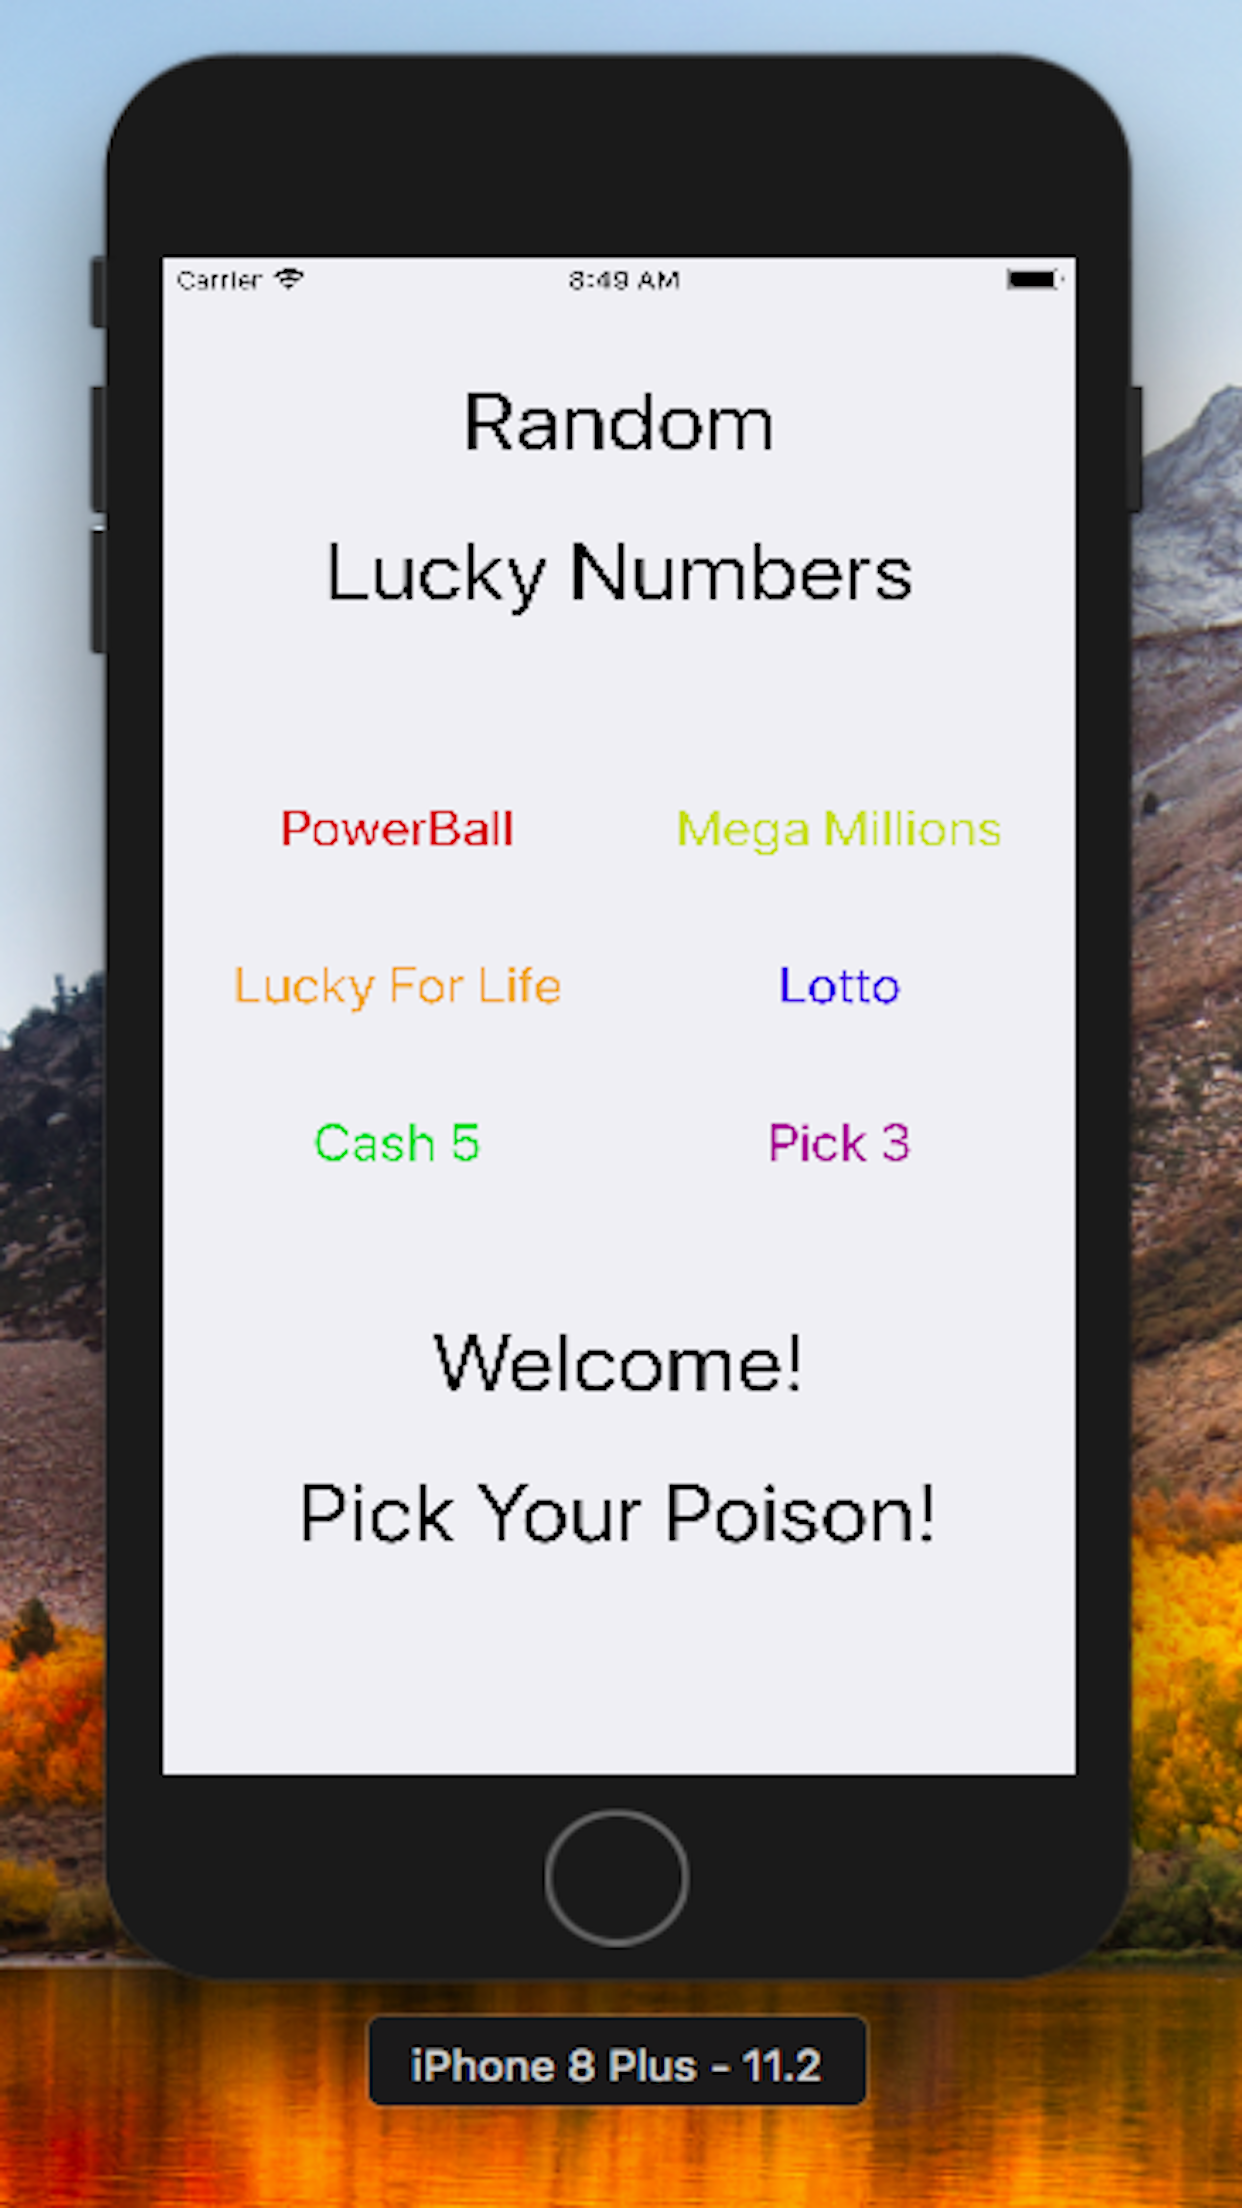 Carrier
8:49 AM
Random
Lucky Numbers
PowerBall
Mega Millions
Lucky For Life
Lotto
Cash 5
Pick 3
Welcome!
Pick Your Poison!
iPhone 8 Plus - 11.2